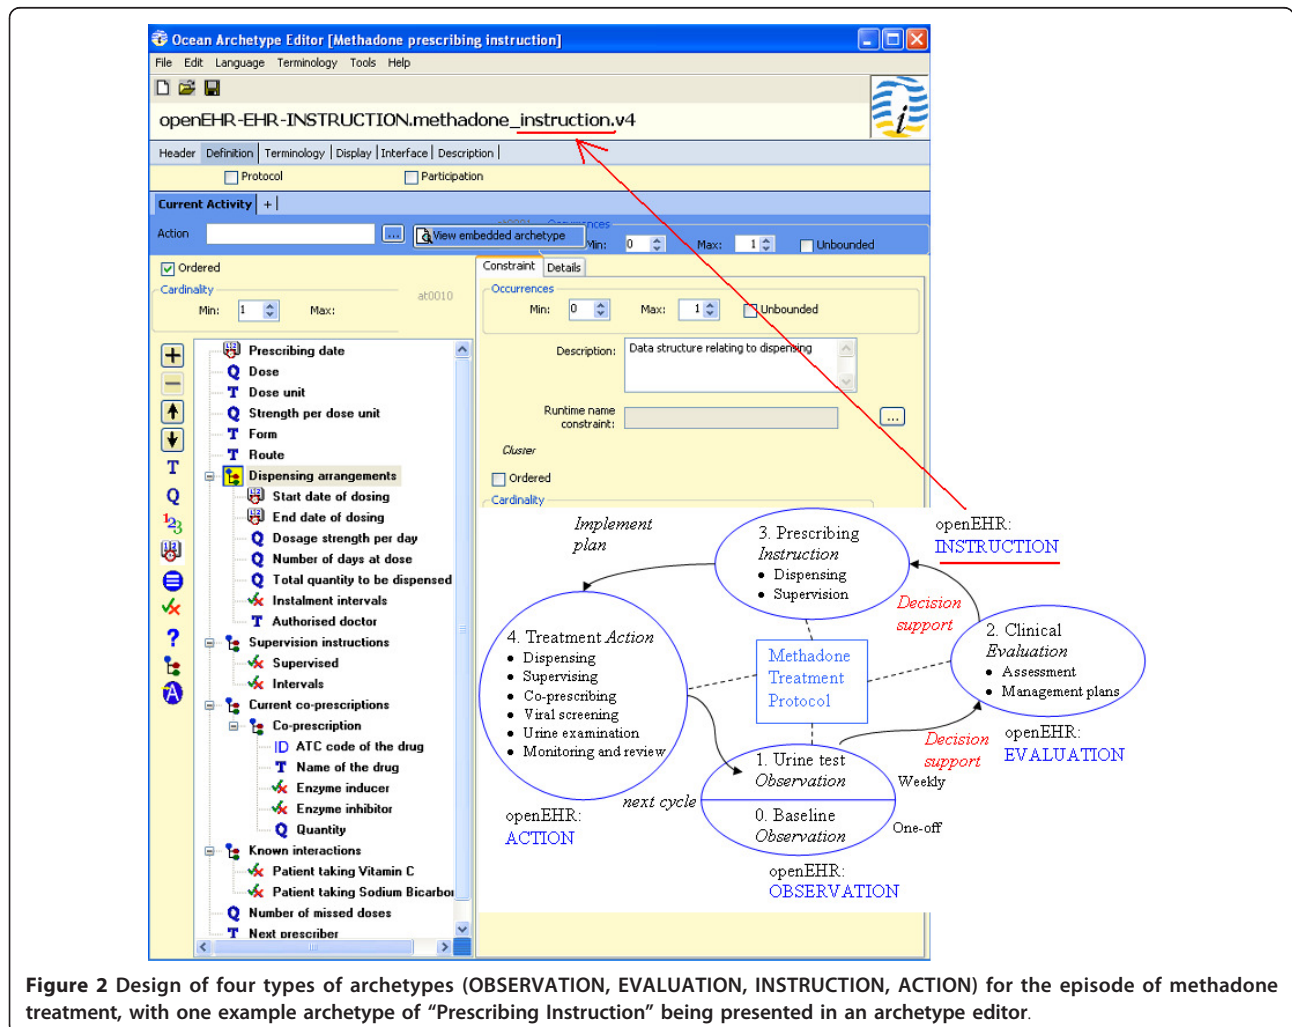 Ocean Archetype Editor [Methadone prescribing instruction]
File Edit Language Terminology Tools Help
openEHR-EHR-INSTRUCTION.methadone_instruction.v4
Header Definition Terminology Display Interface Description
Protocol Participation
Current Activity +
Action ... View embedded archetype Min: 0 Max: 1 Unbounded
Occurrences
Ordered
Cardinality
at0010
Min: 1 Max:
Prescribing date
Dose
Dose unit
Strength per dose unit
Form
Route
Dispensing arrangements
Start date of dosing
End date of dosing
Dosage strength per day
Number of days at dose
Total quantity to be dispensed
Instalment intervals
Authorised doctor
Supervision instructions
Supervised
Intervals
Current co-prescriptions
Co-prescription
ATC code of the drug
Name of the drug
Enzyme inducer
Enzyme inhibitor
Quantity
Known interactions
Patient taking Vitamin C
Patient taking Sodium Bicarbo
Number of missed doses
Next prescriber
Constraint Details
Occurrences
Min: 0 Max: 1 Unbounded
Description: Data structure relating to dispensing
Runtime name
constraint: ...
Cluster
Ordered
Cardinality
Implement
plan
3. Prescribing
Instruction
• Dispensing
• Supervision
openEHR:
INSTRUCTION
Decision
support
2. Clinical
Evaluation
• Assessment
• Management plans
openEHR:
EVALUATION
4. Treatment Action
• Dispensing
• Supervising
• Co-prescribing
• Viral screening
• Urine examination
• Monitoring and review
openEHR:
ACTION
Methadone
Treatment
Protocol
Decision
support
1. Urine test
Observation
Weekly
next cycle
0. Baseline
Observation
One-off
openEHR:
OBSERVATION
Figure 2 Design of four types of archetypes (OBSERVATION, EVALUATION, INSTRUCTION, ACTION) for the episode of methadone
treatment, with one example archetype of “Prescribing Instruction” being presented in an archetype editor.